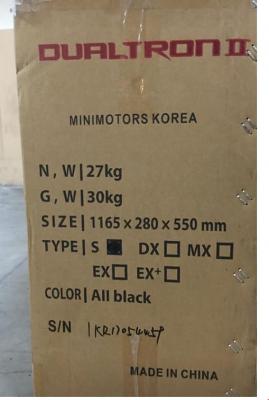 DUALTRON II
MINIMOTORS KOREA
N , W | 27kg
G , W | 30kg
SIZE | 1165 x 280 x 550 mm
TYPE | S ■ DX □ MX □
EX □ EX+ □
COLOR | All black
S/N
MADE IN CHINA